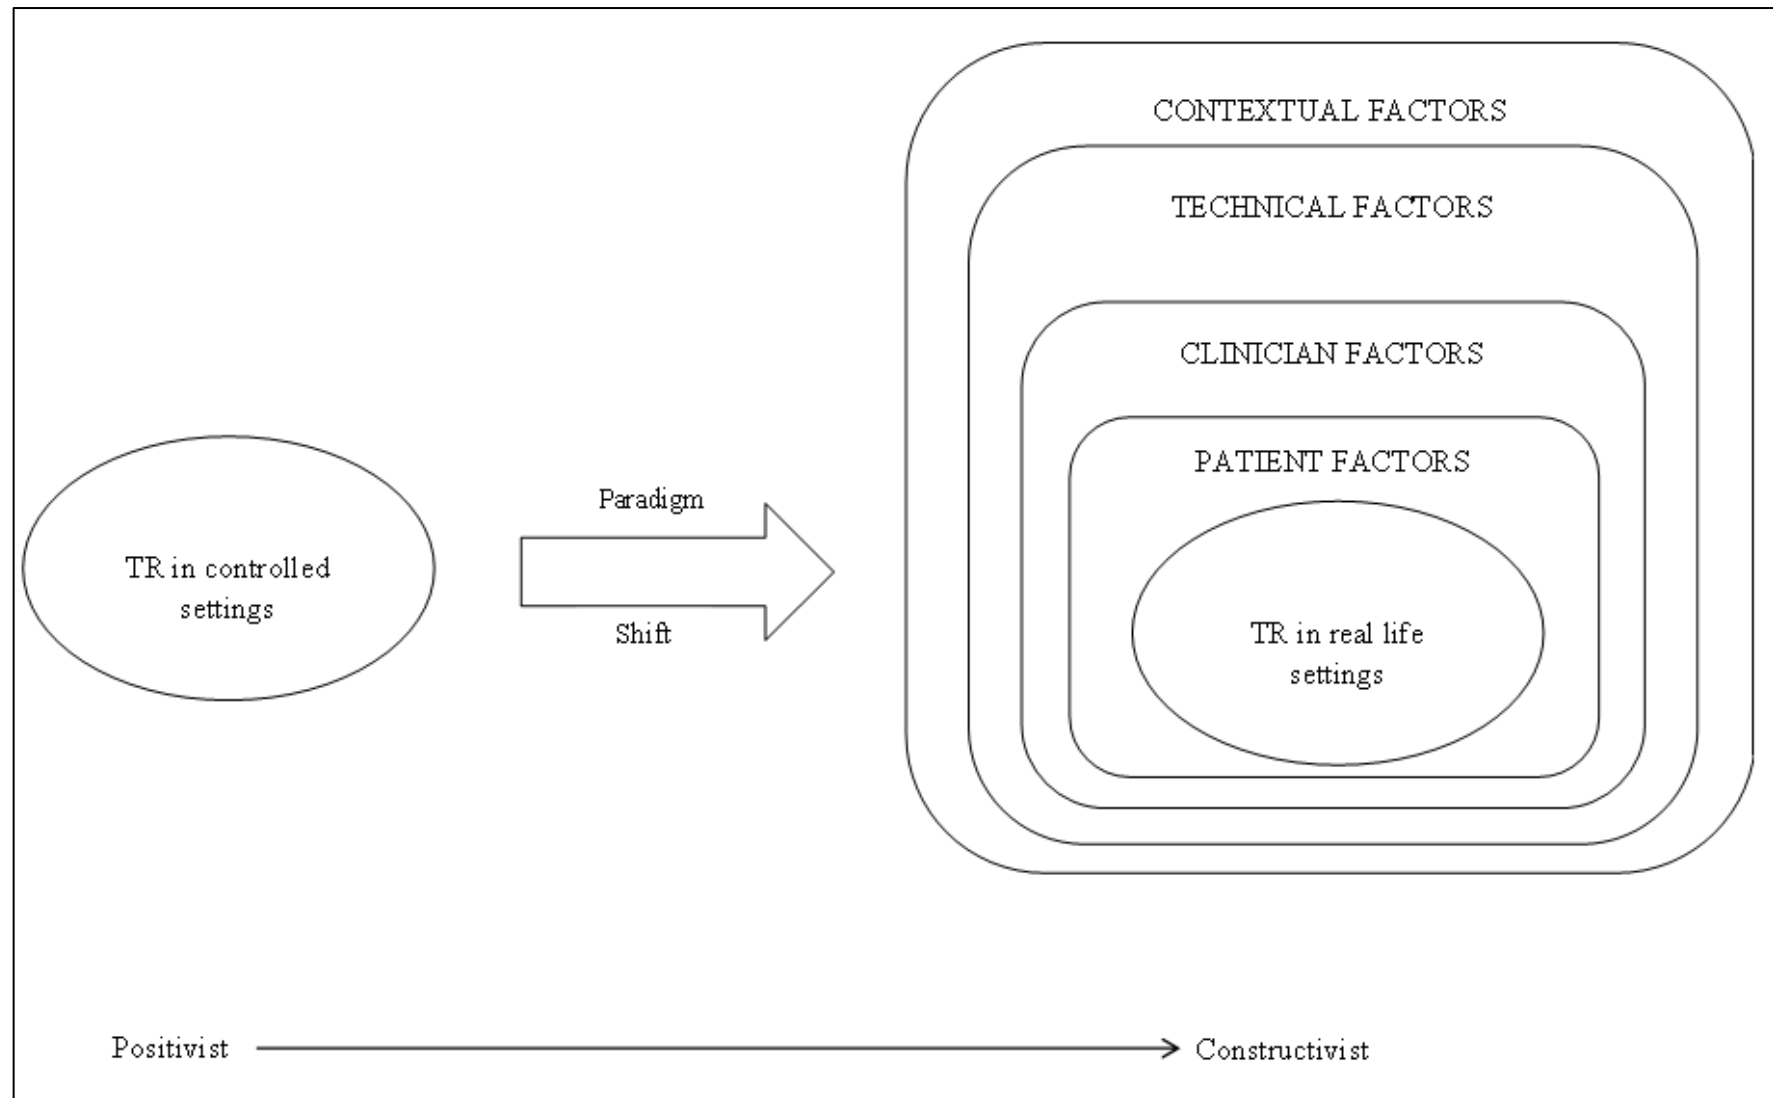 CONTEXTUAL FACTORS
TECHNICAL FACTORS
CLINICIAN FACTORS
PATIENT FACTORS
TR in controlled
settings
Paradigm
Shift
TR in real life
settings
Positivist
Constructivist